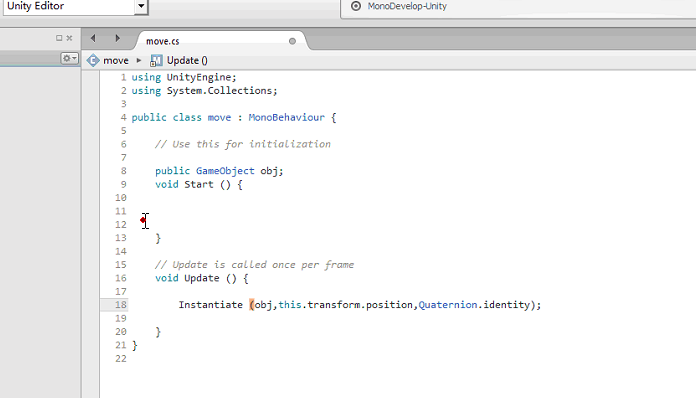 Unity Editor
MonoDevelop-Unity
move.cs
move ▸ Update ()
1 using UnityEngine;
2 using System.Collections;
3
4 public class move : MonoBehaviour {
5
6 // Use this for initialization
7
8 public GameObject obj;
9 void Start () {
10
11
12
13 }
14
15 // Update is called once per frame
16 void Update () {
17
18 Instantiate (obj,this.transform.position,Quaternion.identity);
19
20 }
21 }
22